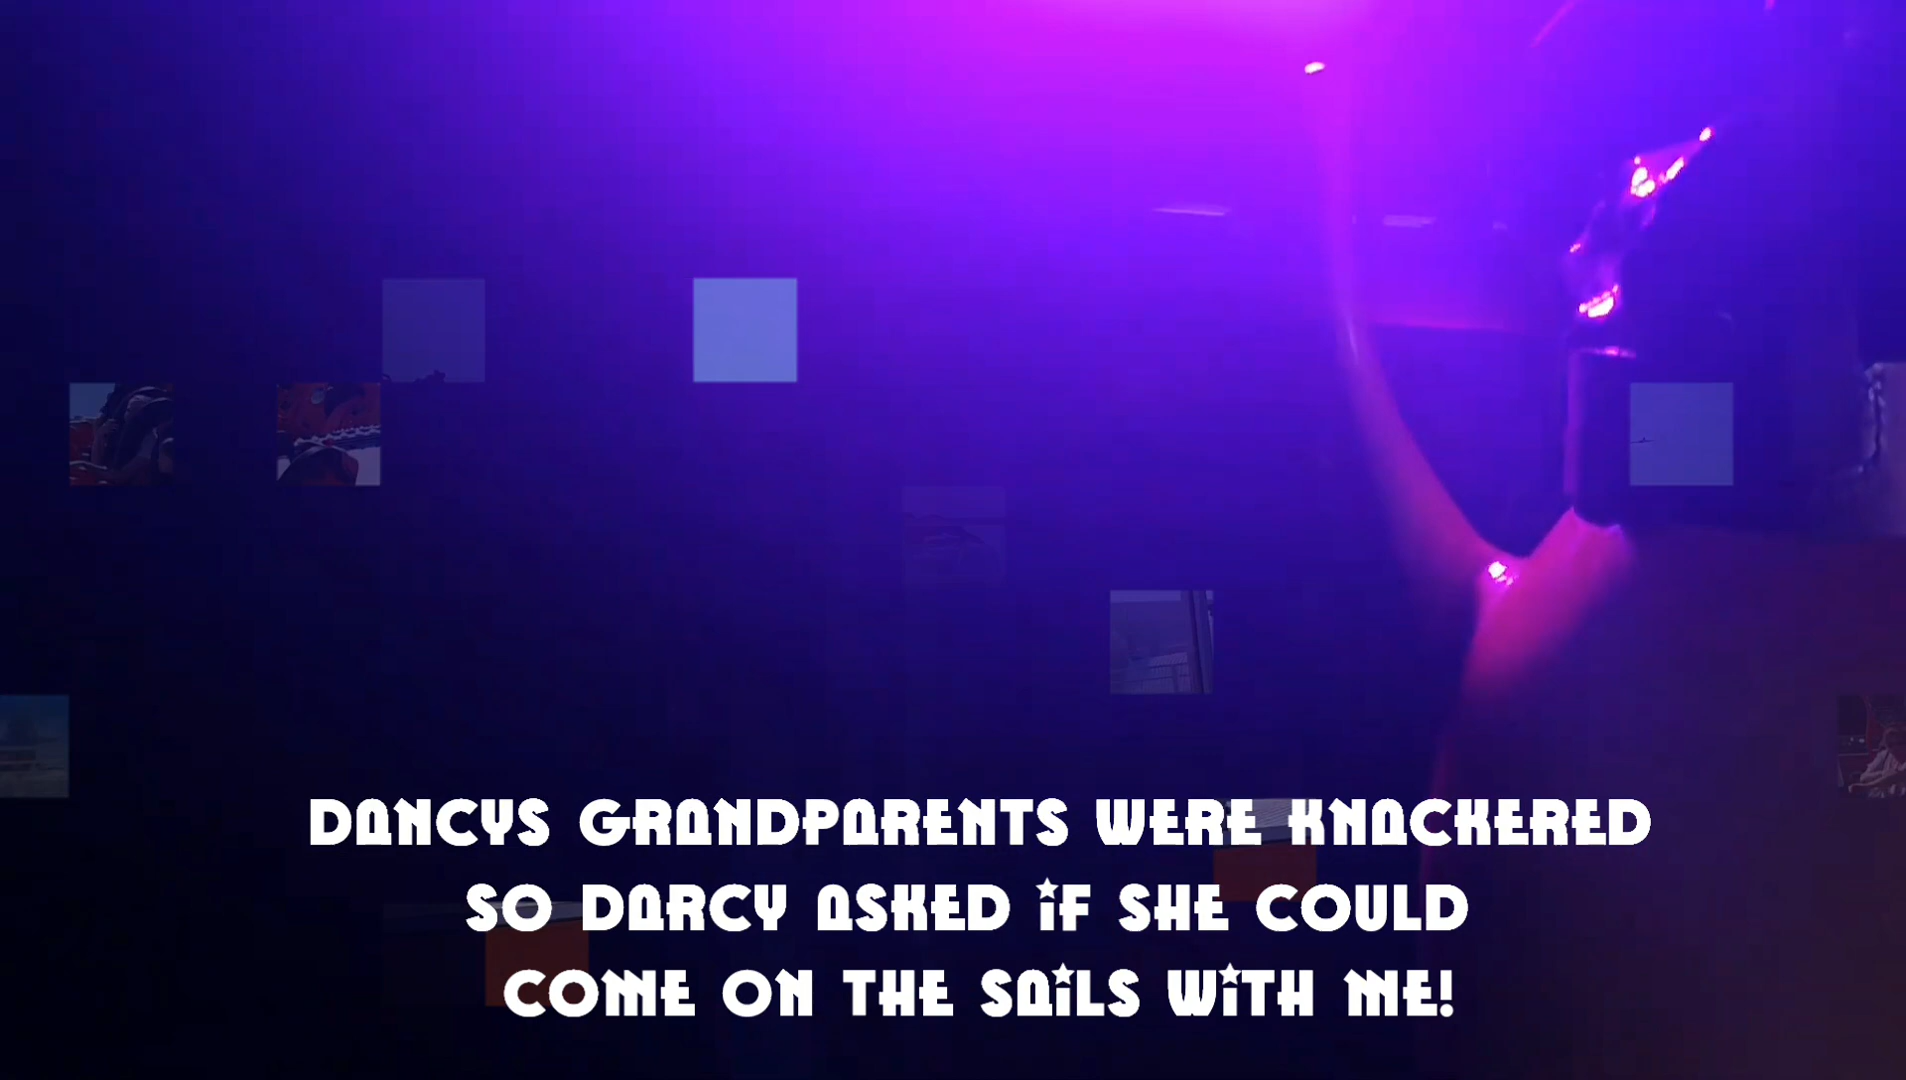 DANCYS GRANDPARENTS WERE KNACKERED
SO DARCY ASKED iF SHE COULD
COME ON THE SAiLS WiTH ME!